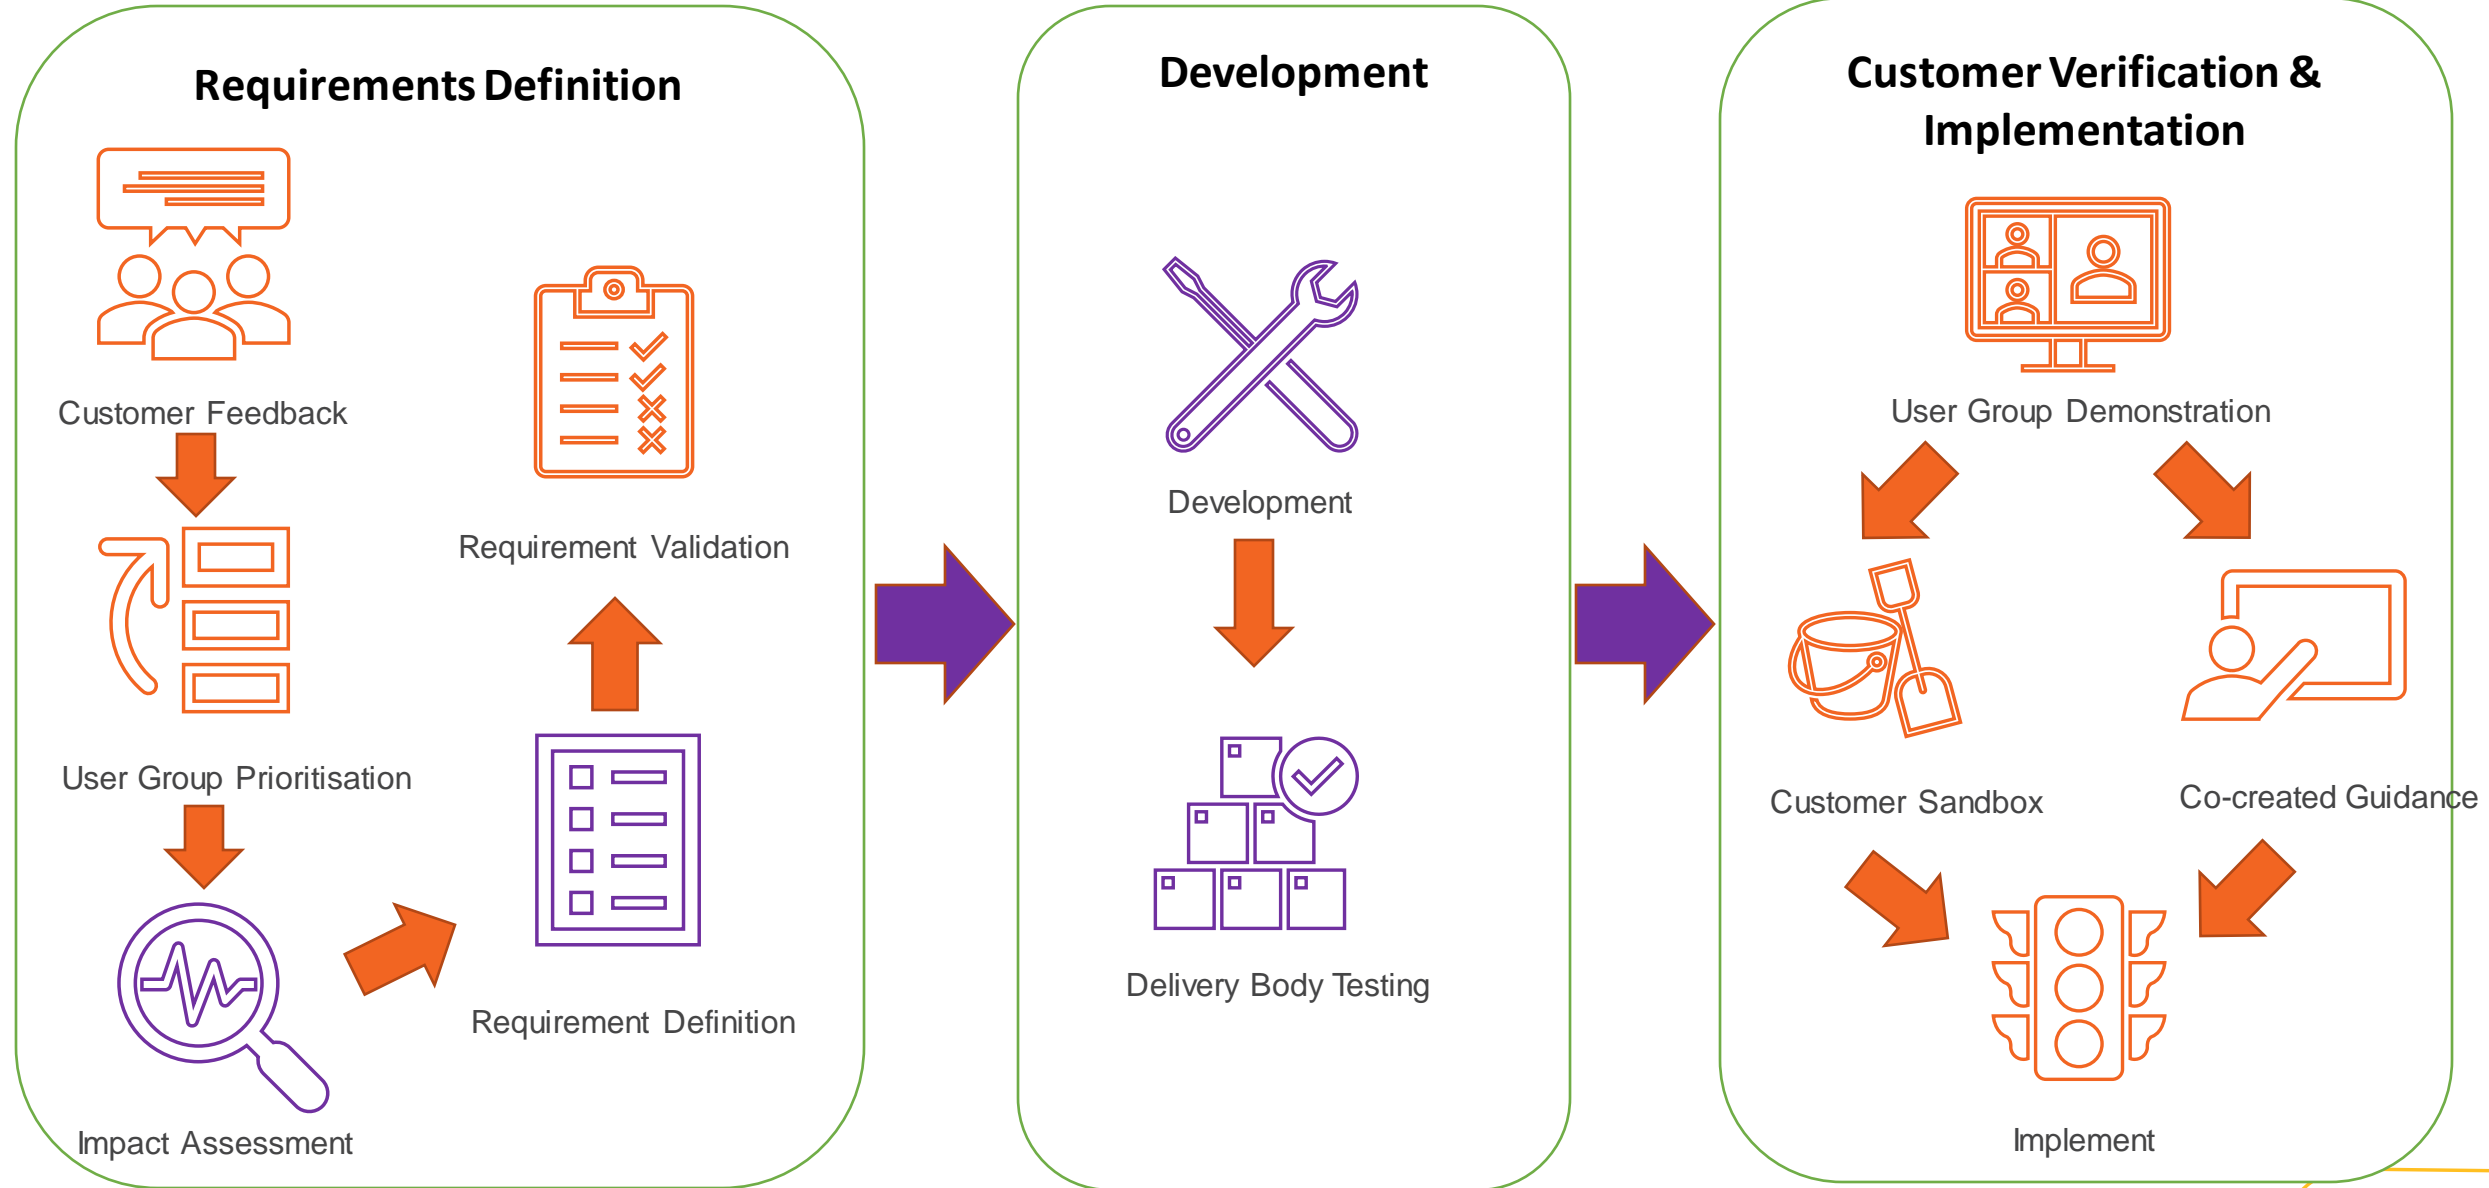 Requirements Definition
Customer Feedback
User Group Prioritisation
Impact Assessment
Requirement Definition
Requirement Validation
Development
Development
Delivery Body Testing
Customer Verification &
Implementation
User Group Demonstration
Customer Sandbox
Co-created Guidance
Implement